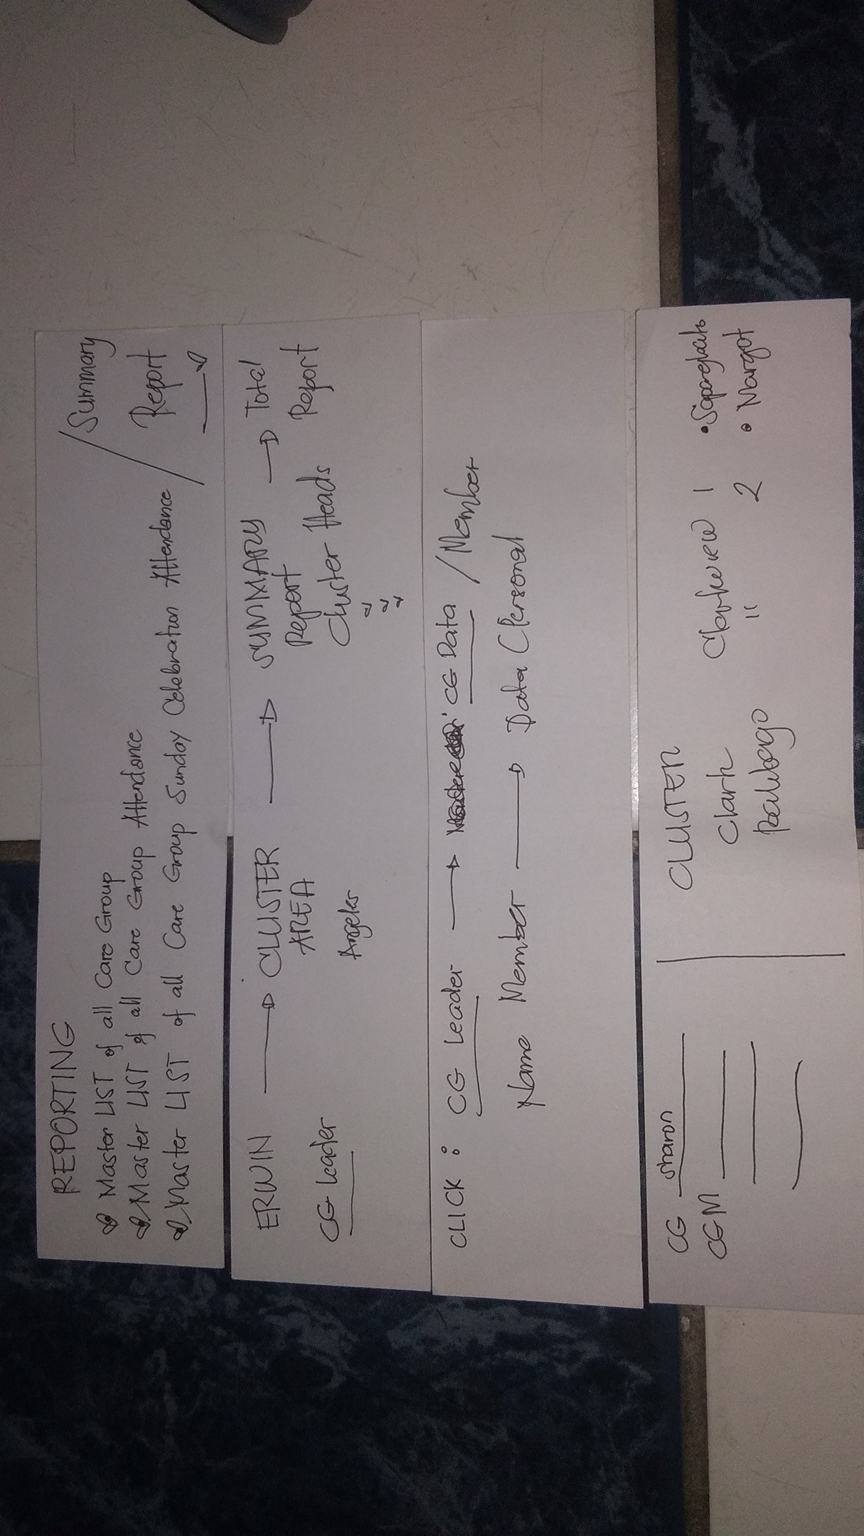 REPORTING
Master LIST of all Care Group
Master LIST of all Care Group Attendance
Master LIST of all Care Group Sunday Celebration Attendance
/ Summary
Report
ERWIN → CLUSTER → SUMMARY → Total
AREA Report Report
CG Leader Angeles Cluster Heads
CLICK : CG Leader → CG Data / Member
Name Member → Data (Personal
CG sharon
CGM
CLUSTER
Clark Clarkview 1 •
Balibago " 2 • Margot